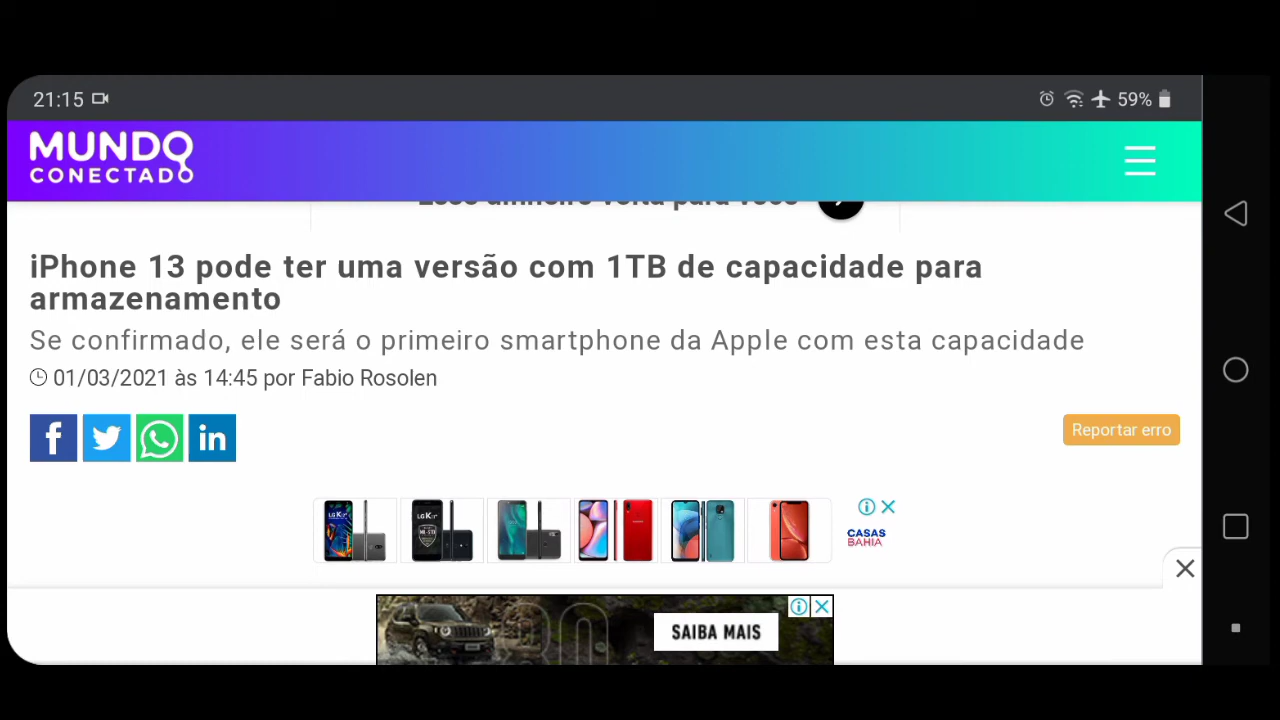 21:15
59%
MUNDO
CONECTADO
iPhone 13 pode ter uma versão com 1TB de capacidade para
armazenamento
Se confirmado, ele será o primeiro smartphone da Apple com esta capacidade
01/03/2021 às 14:45 por Fabio Rosolen
Reportar erro
CASAS
BAHIA
SAIBA MAIS